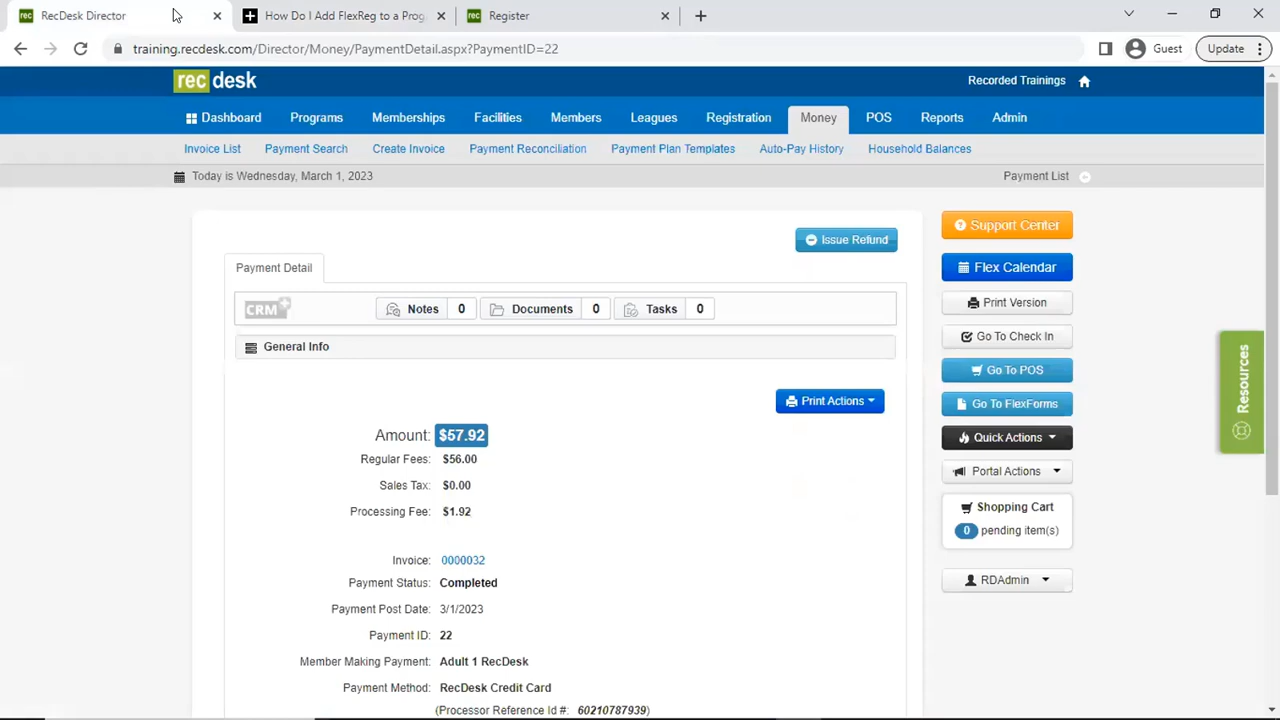 rec RecDesk Director
How Do I Add FlexReg to a Prog
rec Register
training.recdesk.com/Director/Money/PaymentDetail.aspx?PaymentID=22
Guest
Update
rec desk
Recorded Trainings
Dashboard Programs Memberships Facilities Members Leagues Registration Money POS Reports Admin
Invoice List Payment Search Create Invoice Payment Reconciliation Payment Plan Templates Auto-Pay History Household Balances
Today is Wednesday, March 1, 2023
Payment List
Issue Refund
Support Center
Payment Detail
Flex Calendar
CRM+ Notes 0 Documents 0 Tasks 0
Print Version
General Info
Go To Check In
Go To POS
Print Actions
Go To FlexForms
Amount: $57.92
Quick Actions
Regular Fees: $56.00
Portal Actions
Sales Tax: $0.00
Processing Fee: $1.92
Shopping Cart
0 pending item(s)
Invoice: 0000032
Payment Status: Completed
RDAdmin
Payment Post Date: 3/1/2023
Payment ID: 22
Member Making Payment: Adult 1 RecDesk
Payment Method: RecDesk Credit Card
(Processor Reference Id #: 60210787939)
Resources